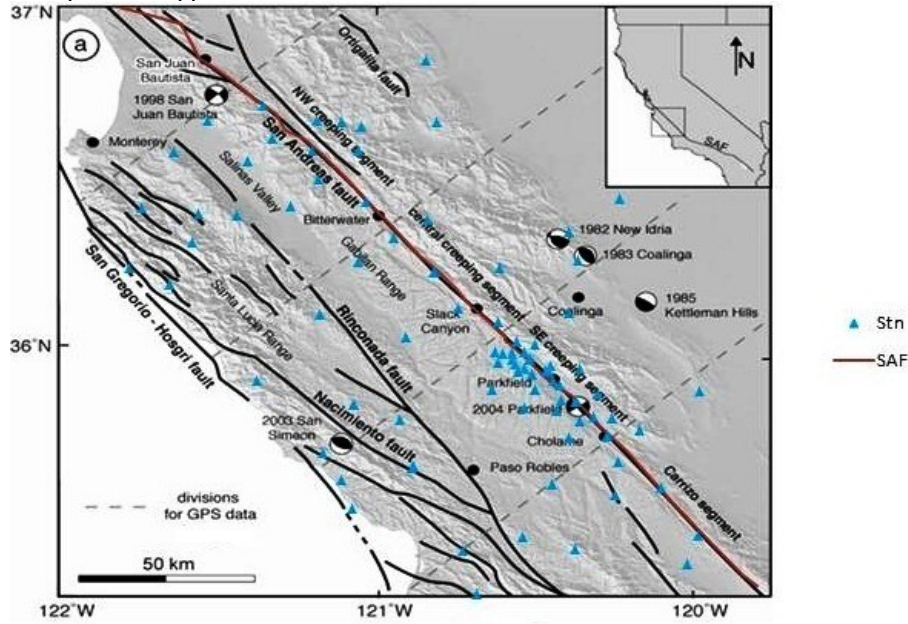 37°N
a
San Juan
Bautista
1998 San
Juan Bautista
Monterey
Ortigalita fault
NW creeping segment
San Andreas fault
Salinas Valley
Bitterwater
Gabilan Range
central creeping segment
1982 New Idria
1983 Coalinga
Coalinga
1985
Kettleman Hills
N
SAF
San Gregorio - Hosgri fault
Santa Lucia Range
Rinconada fault
Slack
Canyon
SE creeping segment
36°N
Parkfield
2004 Parkfield
Cholame
Nacimiento fault
2003 San
Simeon
Paso Robles
Carrizo segment
divisions
for GPS data
50 km
122°W
121°W
120°W
Stn
SAF